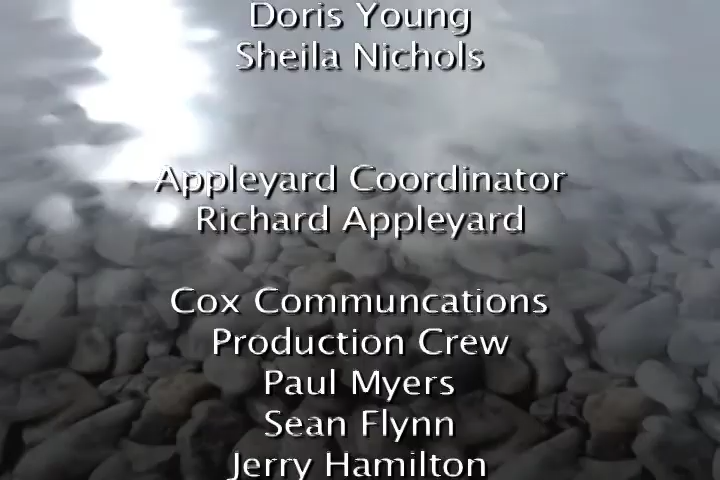 Doris Young
Sheila Nichols
Appleyard Coordinator
Richard Appleyard
Cox Communcations
Production Crew
Paul Myers
Sean Flynn
Jerry Hamilton